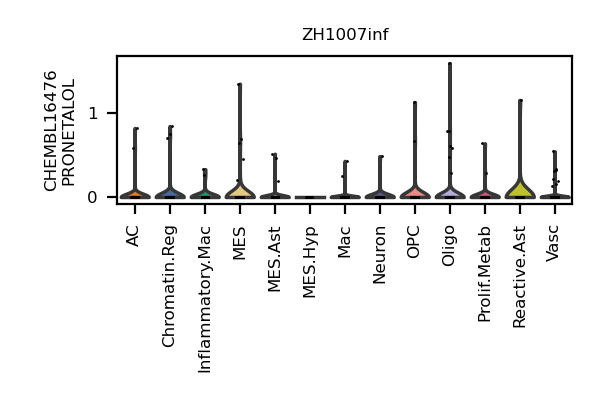 ZH1007inf
CHEMBL16476
PRONETALOL
1
0
AC
Chromatin.Reg
Inflammatory.Mac
MES
MES.Ast
MES.Hyp
Mac
Neuron
OPC
Oligo
Prolif.Metab
Reactive.Ast
Vasc